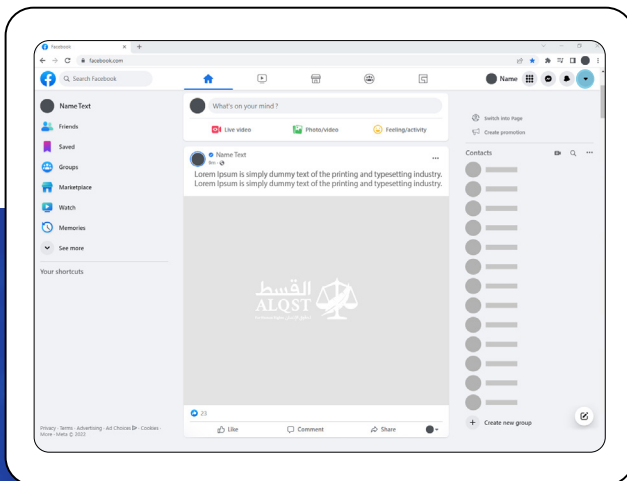 Facebook
facebook.com
Search Facebook
Name
Name Text
Friends
Saved
Groups
Marketplace
Watch
Memories
See more
Your shortcuts
Privacy · Terms · Advertising · Ad Choices · Cookies ·
More · Meta © 2022
What's on your mind ?
Live video
Photo/video
Feeling/activity
Name Text
9m ·
Lorem Ipsum is simply dummy text of the printing and typesetting industry.
Lorem Ipsum is simply dummy text of the printing and typesetting industry.
القسط
ALQST
23
Like
Comment
Share
Switch into Page
Create promotion
Contacts
Create new group